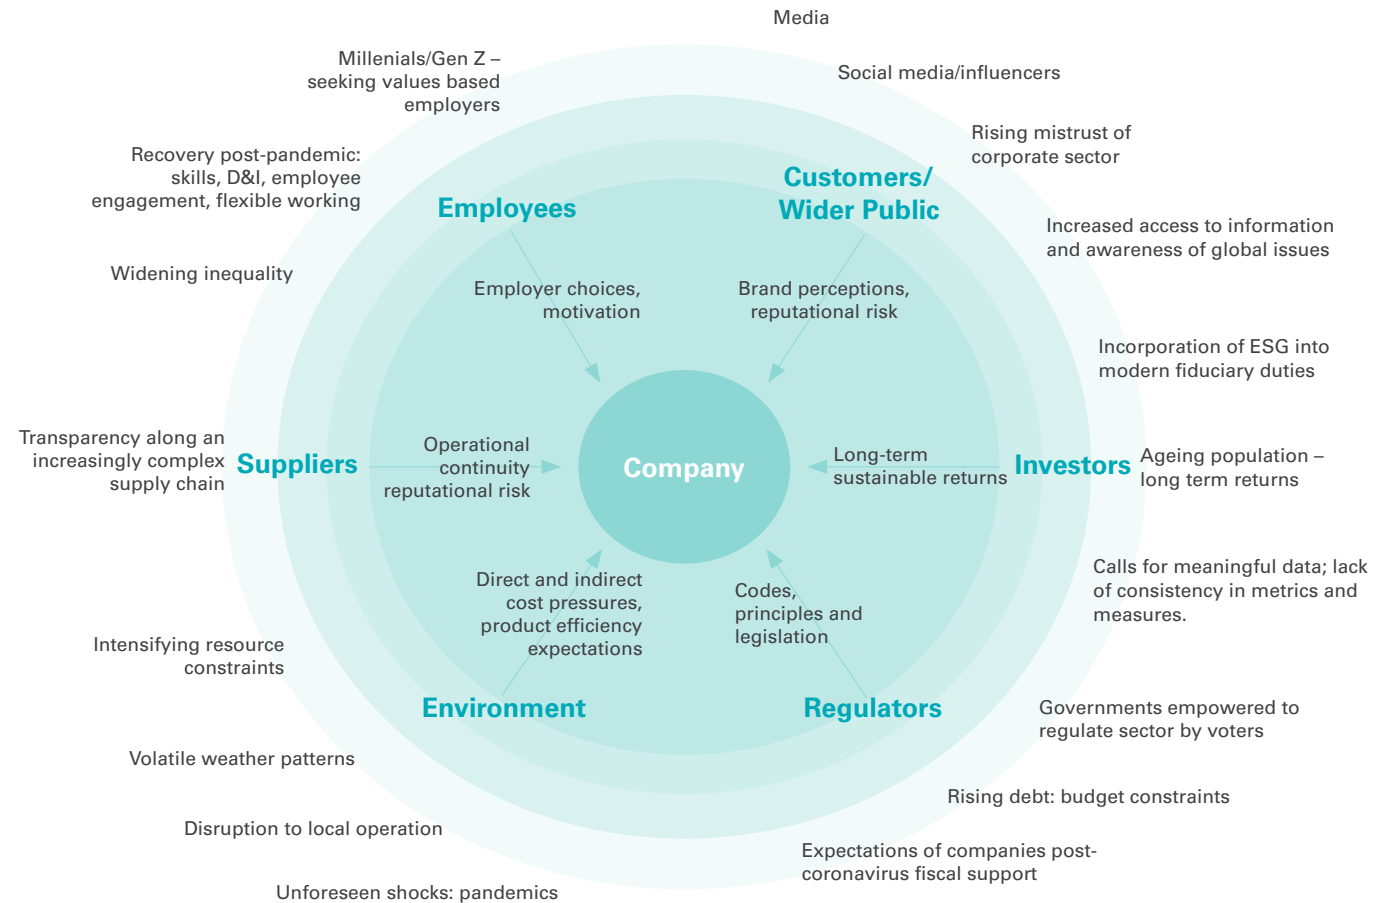 Media
Millenials/Gen Z –
seeking values based
employers
Social media/influencers
Rising mistrust of
corporate sector
Recovery post-pandemic:
skills, D&I, employee
engagement, flexible working
Customers/
Wider Public
Employees
Increased access to information
and awareness of global issues
Widening inequality
Employer choices,
motivation
Brand perceptions,
reputational risk
Incorporation of ESG into
modern fiduciary duties
Transparency along an
increasingly complex
supply chain
Suppliers
Operational
continuity
reputational risk
Company
Long-term
sustainable returns
Investors
Ageing population –
long term returns
Direct and indirect
cost pressures,
product efficiency
expectations
Codes,
principles and
legislation
Calls for meaningful data; lack
of consistency in metrics and
measures.
Intensifying resource
constraints
Environment
Regulators
Governments empowered to
regulate sector by voters
Volatile weather patterns
Rising debt: budget constraints
Disruption to local operation
Expectations of companies post-
coronavirus fiscal support
Unforeseen shocks: pandemics